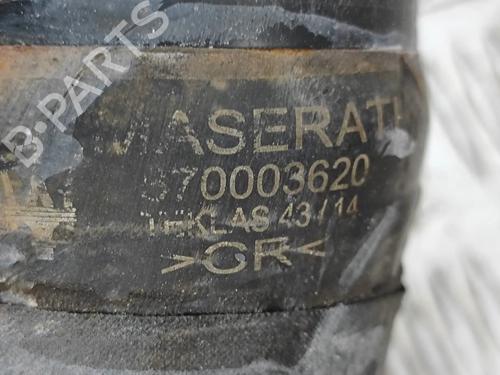 B-PARTS
MASERATI
670003620
TEKLAS 43/14
>CR<